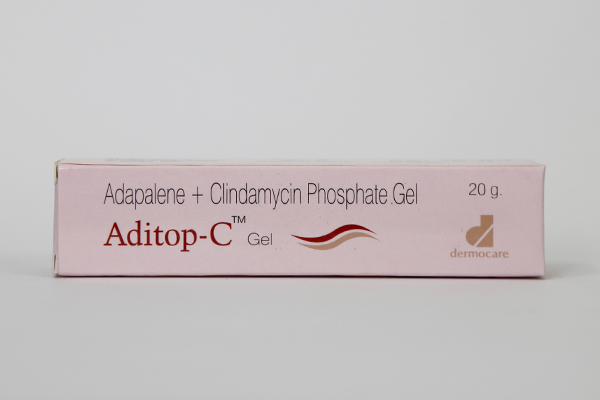 Adapalene + Clindamycin Phosphate Gel 20 g.
Aditop-C™ Gel
dermocare